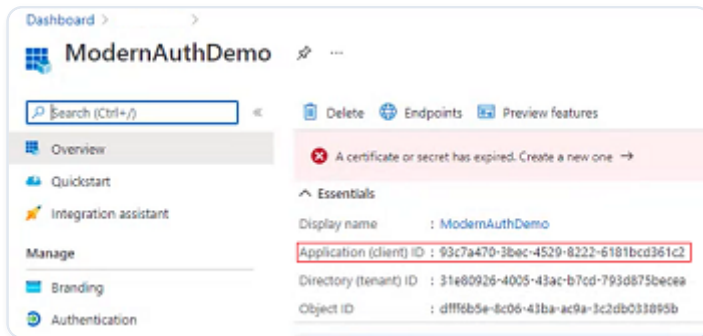 Dashboard >   >
ModernAuthDemo ...
Search (Ctrl+/) «
Delete Endpoints Preview features
Overview
A certificate or secret has expired. Create a new one →
Quickstart
Essentials
Integration assistant
Display name : ModernAuthDemo
Manage
Application (client) ID : 93c7a470-3bec-4529-8222-6181bcd361c2
Directory (tenant) ID : 31e80926-4005-43ac-b7cd-793d875becea
Branding
Object ID : dfff6b5e-8c06-43ba-ac9a-3c2db033895b
Authentication